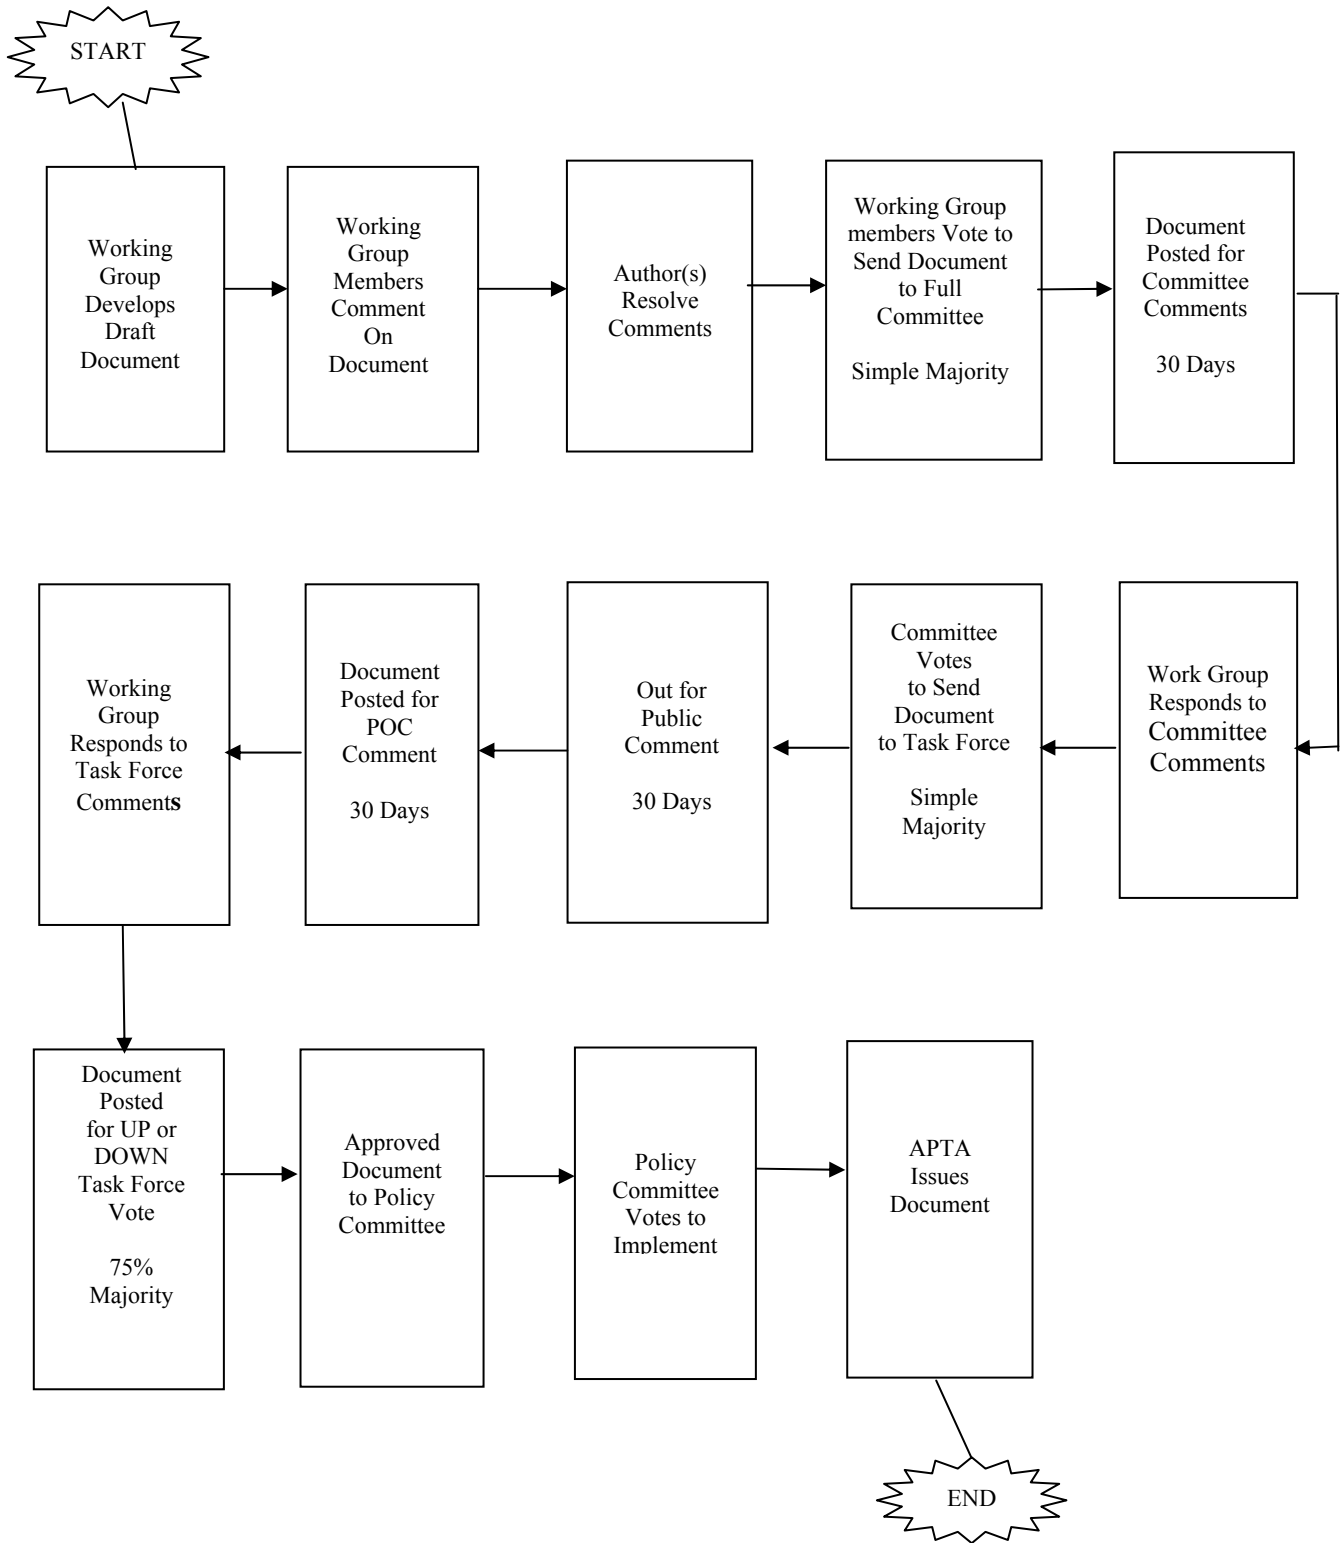 START
Working
Group
Develops
Draft
Document
Working
Group
Members
Comment
On
Document
Author(s)
Resolve
Comments
Working Group
members Vote to
Send Document
to Full
Committee
Simple Majority
Document
Posted for
Committee
Comments
30 Days
Work Group
Responds to
Committee
Comments
Committee
Votes
to Send
Document
to Task Force
Simple
Majority
Out for
Public
Comment
30 Days
Document
Posted for
POC
Comment
30 Days
Working
Group
Responds to
Task Force
Comments
Document
Posted
for UP or
DOWN
Task Force
Vote
75%
Majority
Approved
Document
to Policy
Committee
Policy
Committee
Votes to
Implement
APTA
Issues
Document
END